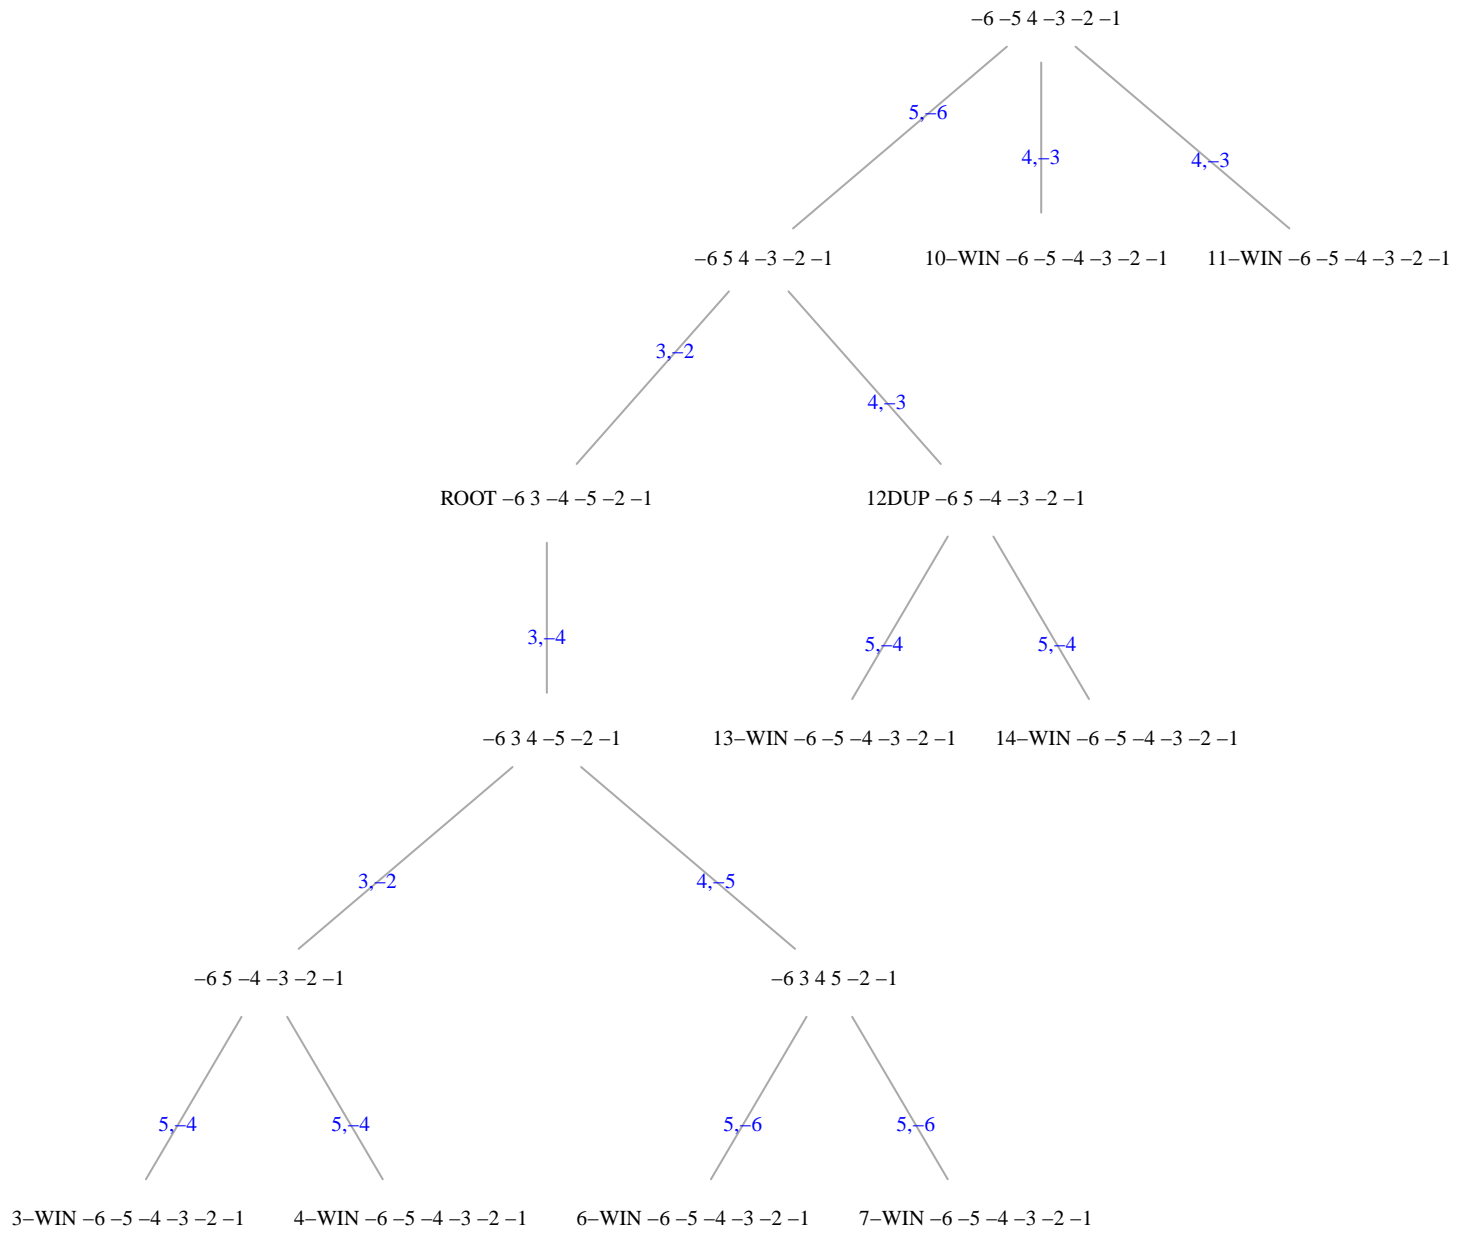 –6 –5 4 –3 –2 –1
5,–6
4,–3
4,–3
–6 5 4 –3 –2 –1
10–WIN –6 –5 –4 –3 –2 –1
11–WIN –6 –5 –4 –3 –2 –1
3,–2
4,–3
ROOT –6 3 –4 –5 –2 –1
12DUP –6 5 –4 –3 –2 –1
3,–4
5,–4
5,–4
–6 3 4 –5 –2 –1
13–WIN –6 –5 –4 –3 –2 –1
14–WIN –6 –5 –4 –3 –2 –1
3,–2
4,–5
–6 5 –4 –3 –2 –1
–6 3 4 5 –2 –1
5,–4
5,–4
5,–6
5,–6
3–WIN –6 –5 –4 –3 –2 –1
4–WIN –6 –5 –4 –3 –2 –1
6–WIN –6 –5 –4 –3 –2 –1
7–WIN –6 –5 –4 –3 –2 –1